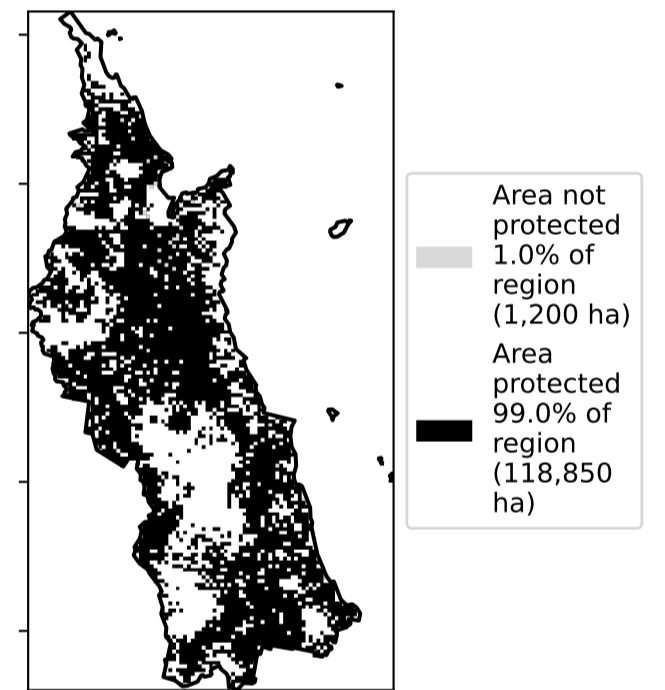 Area not
protected
1.0% of
region
(1,200 ha)
Area
protected
99.0% of
region
(118,850
ha)